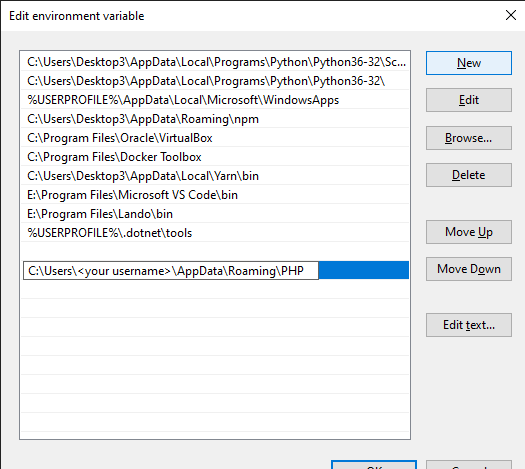 Edit environment variable
C:\Users\Desktop3\AppData\Local\Programs\Python\Python36-32\Sc...
C:\Users\Desktop3\AppData\Local\Programs\Python\Python36-32\
%USERPROFILE%\AppData\Local\Microsoft\WindowsApps
C:\Users\Desktop3\AppData\Roaming\npm
C:\Program Files\Oracle\VirtualBox
C:\Program Files\Docker Toolbox
C:\Users\Desktop3\AppData\Local\Yarn\bin
E:\Program Files\Microsoft VS Code\bin
E:\Program Files\Lando\bin
%USERPROFILE%\.dotnet\tools
C:\Users\<your username>\AppData\Roaming\PHP
New
Edit
Browse...
Delete
Move Up
Move Down
Edit text...